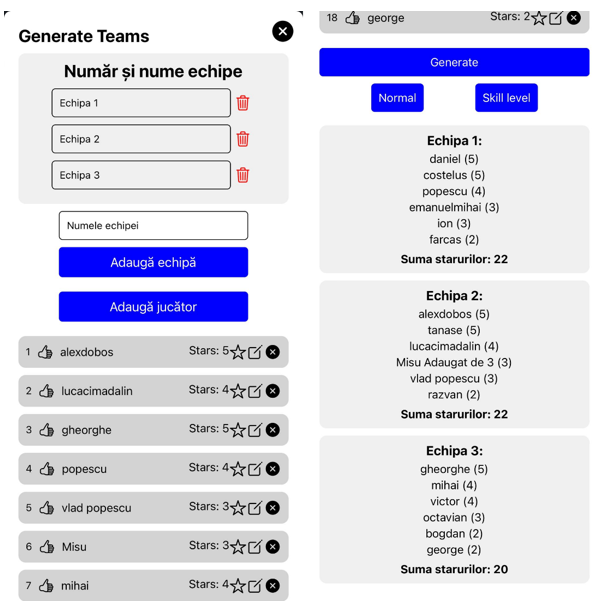 Generate Teams
Număr și nume echipe
Echipa 1
Echipa 2
Echipa 3
Numele echipei
Adaugă echipă
Adaugă jucător
1 alexdobos Stars: 5
2 lucacimadalin Stars: 4
3 gheorghe Stars: 5
4 popescu Stars: 4
5 vlad popescu Stars: 3
6 Misu Stars: 3
7 mihai Stars: 4
18 george Stars: 2
Generate
Normal Skill level
Echipa 1:
daniel (5)
costelus (5)
popescu (4)
emanuelmihai (3)
ion (3)
farcas (2)
Suma starurilor: 22
Echipa 2:
alexdobos (5)
tanase (5)
lucacimadalin (4)
Misu Adaugat de 3 (3)
vlad popescu (3)
razvan (2)
Suma starurilor: 22
Echipa 3:
gheorghe (5)
mihai (4)
victor (4)
octavian (3)
bogdan (2)
george (2)
Suma starurilor: 20